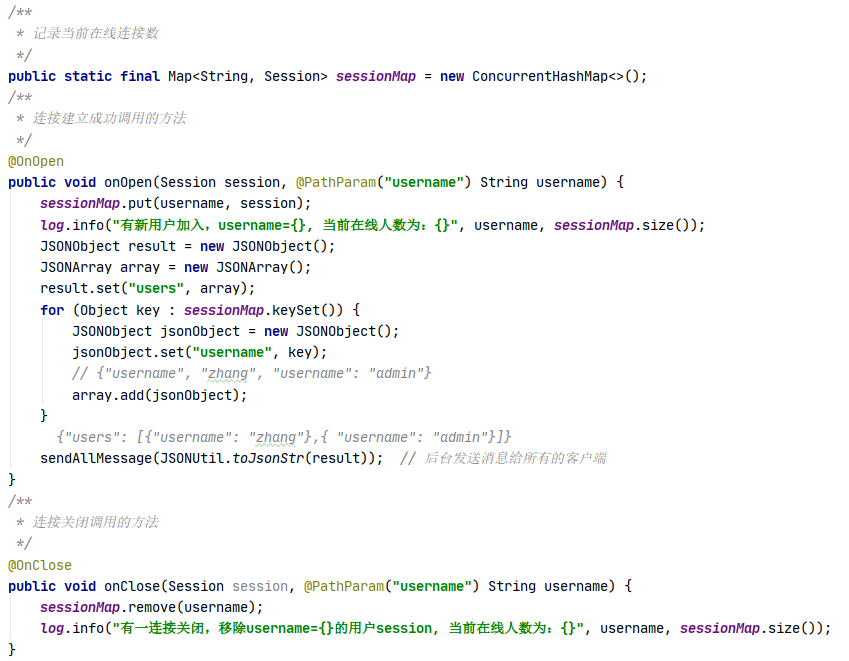 /**
 * 记录当前在线连接数
 */
public static final Map<String, Session> sessionMap = new ConcurrentHashMap<>();
/**
 * 连接建立成功调用的方法
 */
@OnOpen
public void onOpen(Session session, @PathParam("username") String username) {
    sessionMap.put(username, session);
    log.info("有新用户加入，username={}, 当前在线人数为：{}", username, sessionMap.size());
    JSONObject result = new JSONObject();
    JSONArray array = new JSONArray();
    result.set("users", array);
    for (Object key : sessionMap.keySet()) {
        JSONObject jsonObject = new JSONObject();
        jsonObject.set("username", key);
        // {"username", "zhang", "username": "admin"}
        array.add(jsonObject);
    }
      {"users": [{"username": "zhang"},{ "username": "admin"}]}
    sendAllMessage(JSONUtil.toJsonStr(result));  // 后台发送消息给所有的客户端
}
/**
 * 连接关闭调用的方法
 */
@OnClose
public void onClose(Session session, @PathParam("username") String username) {
    sessionMap.remove(username);
    log.info("有一连接关闭，移除username={}的用户session, 当前在线人数为：{}", username, sessionMap.size());
}